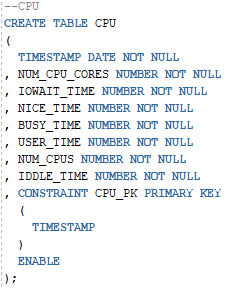 --CPU
CREATE TABLE CPU
(
TIMESTAMP DATE NOT NULL
, NUM_CPU_CORES NUMBER NOT NULL
, IOWAIT_TIME NUMBER NOT NULL
, NICE_TIME NUMBER NOT NULL
, BUSY_TIME NUMBER NOT NULL
, USER_TIME NUMBER NOT NULL
, NUM_CPUS NUMBER NOT NULL
, IDDLE_TIME NUMBER NOT NULL
, CONSTRAINT CPU_PK PRIMARY KEY
(
TIMESTAMP
)
ENABLE
);